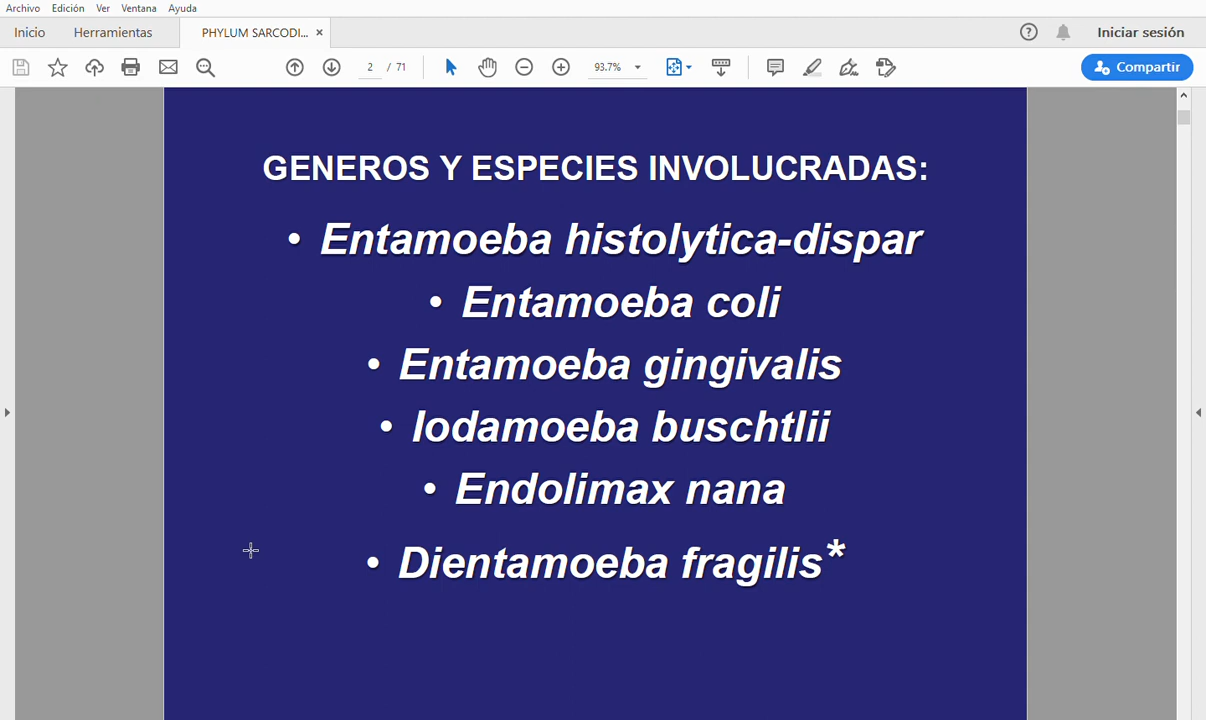 Archivo Edición Ver Ventana Ayuda
Inicio Herramientas PHYLUM SARCODI... × ? Iniciar sesión
2 / 71 93.7% Compartir
GENEROS Y ESPECIES INVOLUCRADAS:
• Entamoeba histolytica-dispar
• Entamoeba coli
• Entamoeba gingivalis
• Iodamoeba buschtlii
• Endolimax nana
• Dientamoeba fragilis*